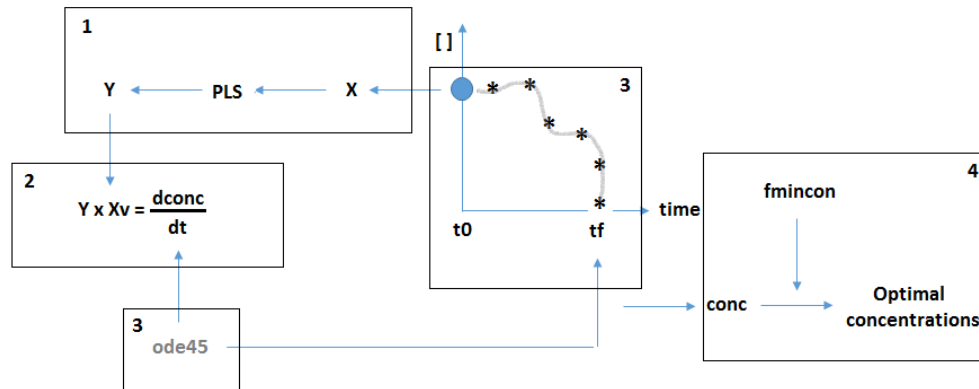 1
[ ]
Y
PLS
X
3
*
*
*
*
*
*
t0
tf
time
2
Y x Xv = dconc
dt
3
ode45
4
fmincon
conc
Optimal
concentrations